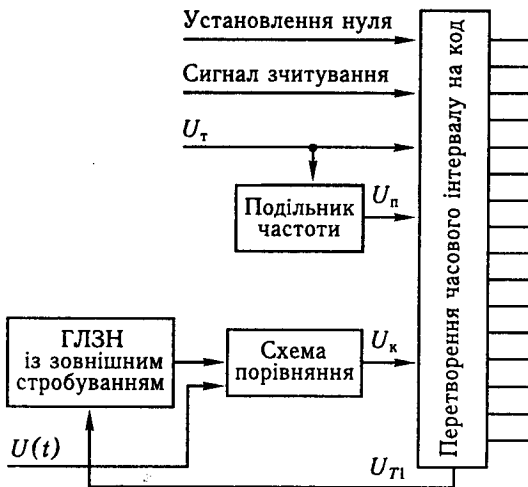 Установлення нуля
Сигнал зчитування
Uт
Подільник
частоти
Uп
Перетворення часового інтервалу на код
ГЛЗН
із зовнішним
стробуванням
Схема
порівняння
Uк
U(t)
UT1